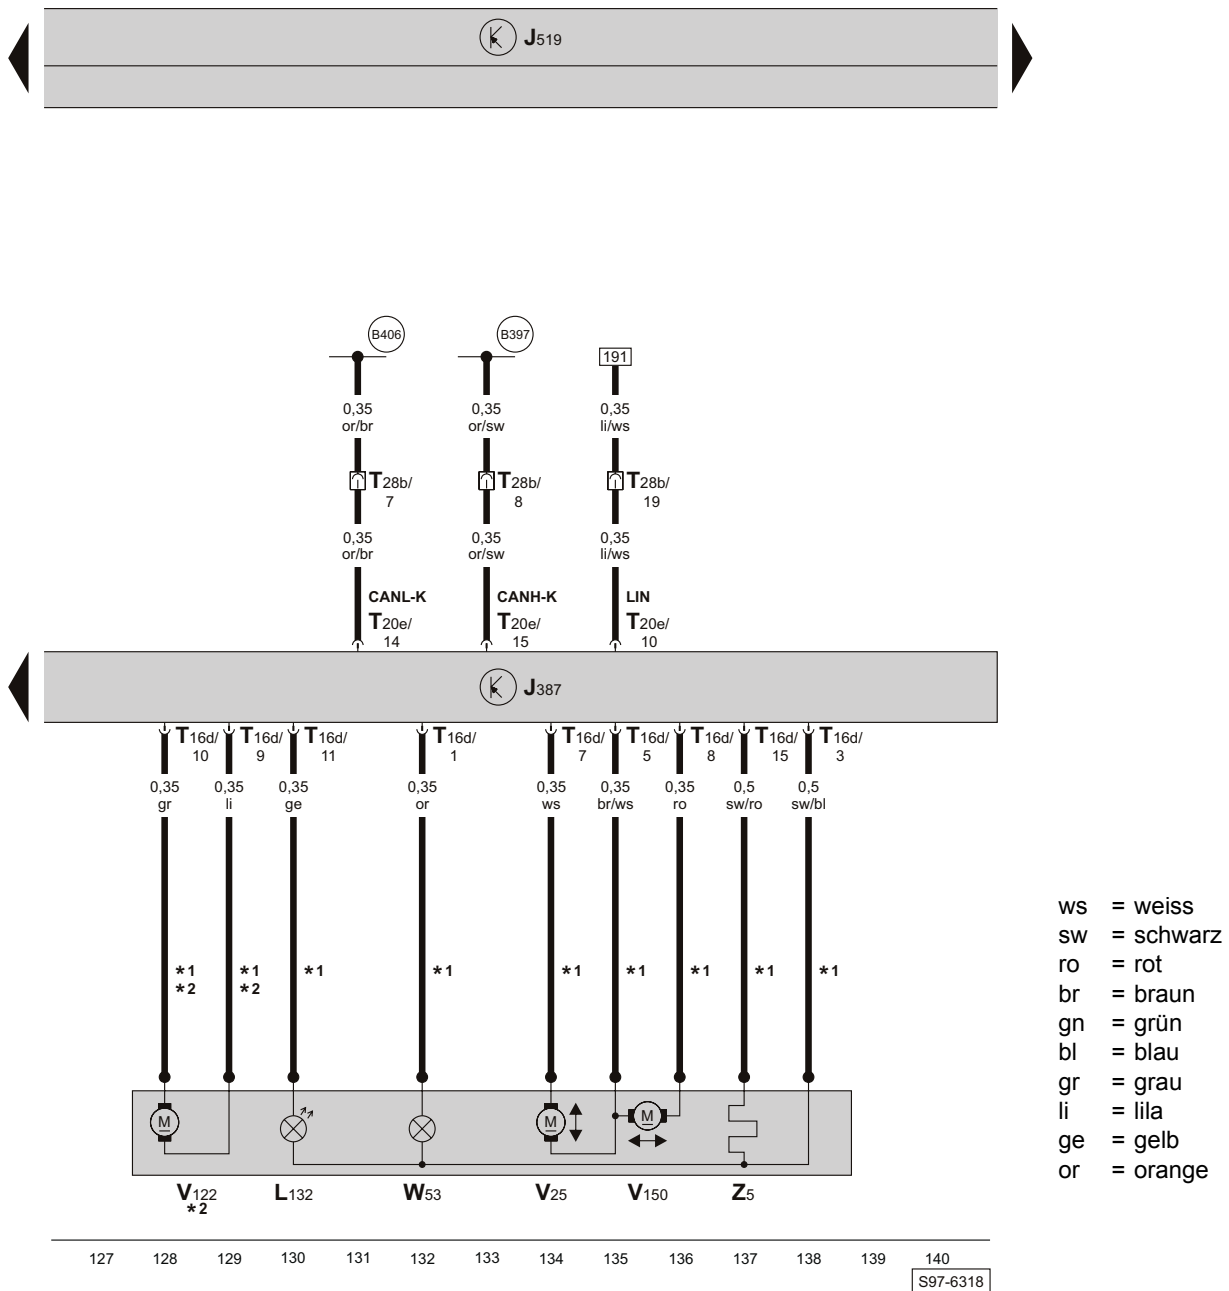 J519
B406 B397 191
0,35 0,35 0,35
or/br or/sw li/ws
T28b/ T28b/ T28b/
7 8 19
0,35 0,35 0,35
or/br or/sw li/ws
CANL-K CANH-K LIN
T20e/ T20e/ T20e/
14 15 10
J387
T16d/ T16d/ T16d/ T16d/ T16d/ T16d/ T16d/ T16d/ T16d/
10 9 11 1 7 5 8 15 3
0,35 0,35 0,35 0,35 0,35 0,35 0,35 0,5 0,5
gr li ge or ws br/ws ro sw/ro sw/bl
*1 *1 *1 *1 *1 *1 *1 *1 *1
*2 *2
M M M
V122 L132 W53 V25 V150 Z5
*2
127 128 129 130 131 132 133 134 135 136 137 138 139 140
S97-6318
ws = weiss
sw = schwarz
ro = rot
br = braun
gn = grün
bl = blau
gr = grau
li = lila
ge = gelb
or = orange